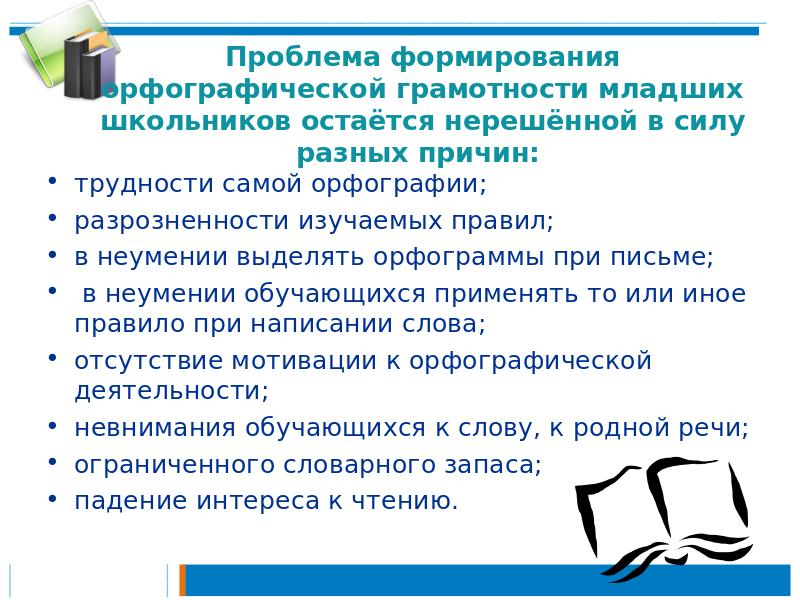 Проблема формирования
орфографической грамотности младших
школьников остаётся нерешённой в силу
разных причин:
• трудности самой орфографии;
• разрозненности изучаемых правил;
• в неумении выделять орфограммы при письме;
• в неумении обучающихся применять то или иное
правило при написании слова;
• отсутствие мотивации к орфографической
деятельности;
• невнимания обучающихся к слову, к родной речи;
• ограниченного словарного запаса;
• падение интереса к чтению.